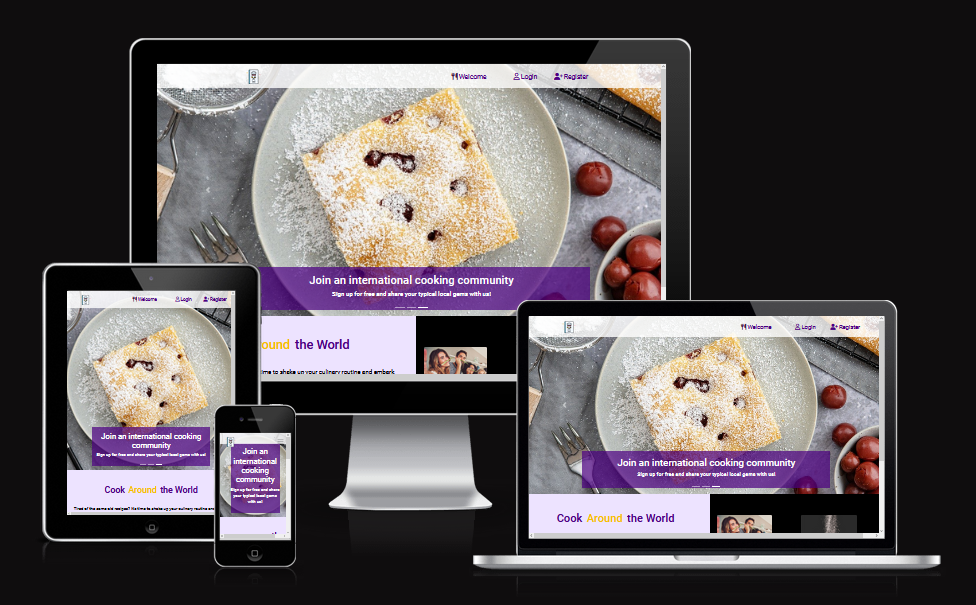 Welcome Login Register
Join an international cooking community
Sign up for free and share your typical local gems with us!
ound the World
ime to shake up your culinary routine and embark
Welcome Login Register
Join an international cooking
community
Sign up for free and share your typical local gems with us!
Cook Around the World
Tired of the same old recipes? It's time to shake up your culinary routine and
Join an
international
cooking
community
Sign up for free and share
your typical local gems
with us!
Welcome Login Register
Join an international cooking community
Sign up for free and share your typical local gems with us!
Cook Around the World